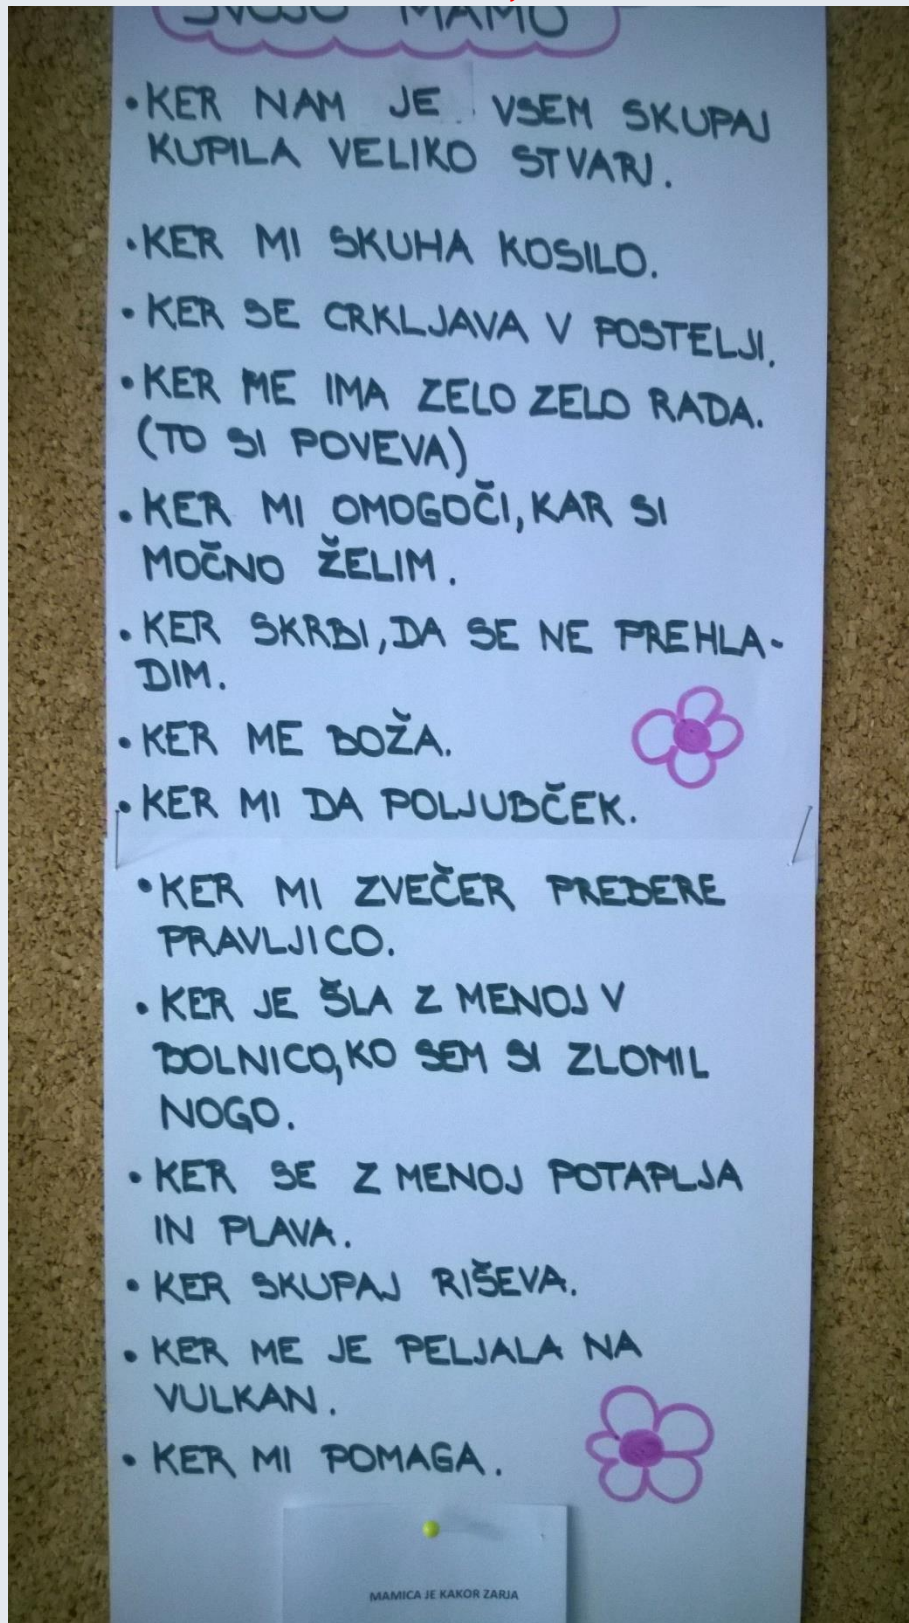 SVOJO MAMO
• KER NAM JE VSEM SKUPAJ
KUPILA VELIKO STVARI.
• KER MI SKUHA KOSILO.
• KER SE CRKLJAVA V POSTELJI.
• KER ME IMA ZELO ZELO RADA.
(TO SI POVEVA)
• KER MI OMOGOČI, KAR SI
MOČNO ŽELIM.
• KER SKRBI, DA SE NE PREHLA-
DIM.
• KER ME BOŽA.
• KER MI DA POLJUBČEK.
• KER MI ZVEČER PREBERE
PRAVLJICO.
• KER JE ŠLA Z MENOJ V
BOLNICO, KO SEM SI ZLOMIL
NOGO.
• KER SE Z MENOJ POTAPLJA
IN PLAVA.
• KER SKUPAJ RIŠEVA.
• KER ME JE PELJALA NA
VULKAN.
• KER MI POMAGA.
MAMICA JE KAKOR ZARJA